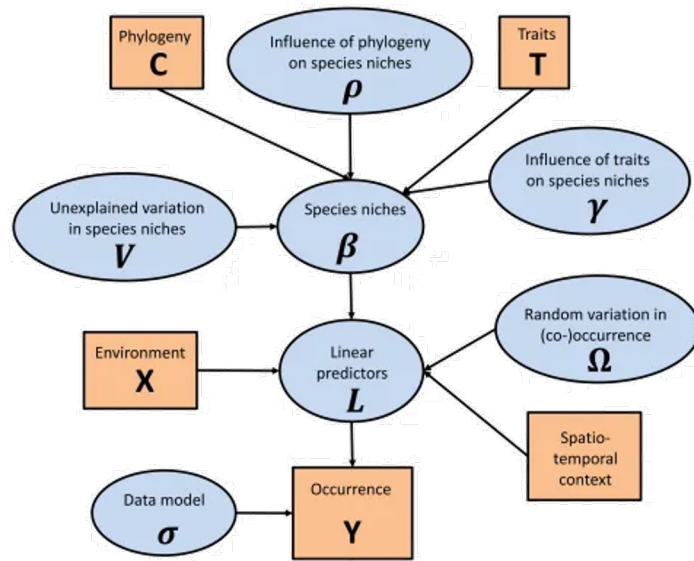 Phylogeny
C
Influence of phylogeny
on species niches
ρ
Traits
T
Influence of traits
on species niches
γ
Unexplained variation
in species niches
V
Species niches
β
Random variation in
(co-)occurrence
Ω
Environment
X
Linear
predictors
L
Spatio-
temporal
context
Data model
σ
Occurrence
Y